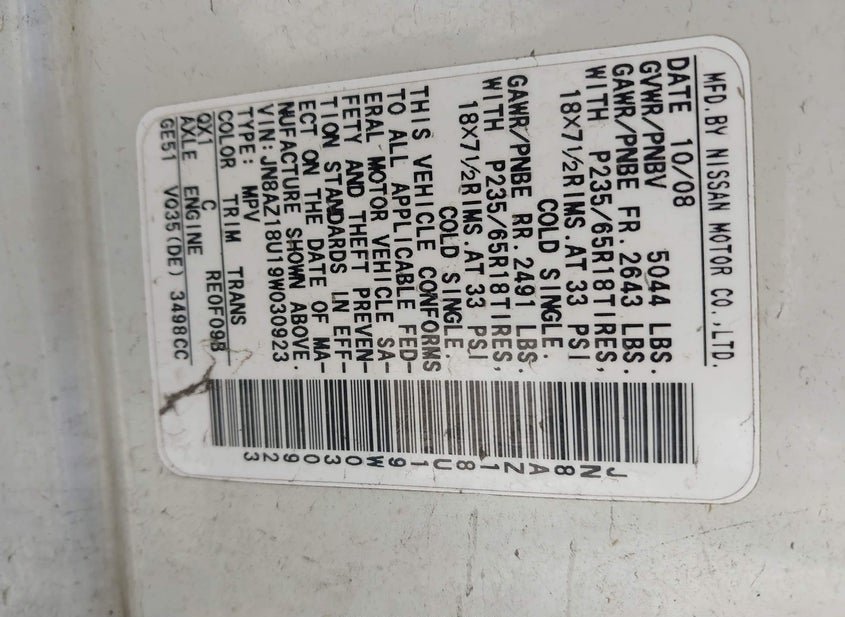 MFD.BY NISSAN MOTOR CO.,LTD.
DATE 10/08
GVWR/PNBV 5044 LBS.
GAWR/PNBE FR. 2643 LBS.
WITH P235/65R18TIRES,
18X7½RIMS.AT 33 PSI
COLD SINGLE.
GAWR/PNBE RR. 2491 LBS.
WITH P235/65R18TIRES,
18X7½RIMS.AT 33 PSI
COLD SINGLE.
THIS VEHICLE CONFORMS
TO ALL APPLICABLE FED-
ERAL MOTOR VEHICLE SA-
FETY AND THEFT PREVEN-
TION STANDARDS IN EFF-
ECT ON THE DATE OF MA-
NUFACTURE SHOWN ABOVE.
VIN:JN8AZ18U19W030923
TYPE: MPV
COLOR TRIM TRANS
QX1 C RE0F09B
AXLE ENGINE
GE51 VQ35(DE) 3498CC
JN8AZ18U19W030923